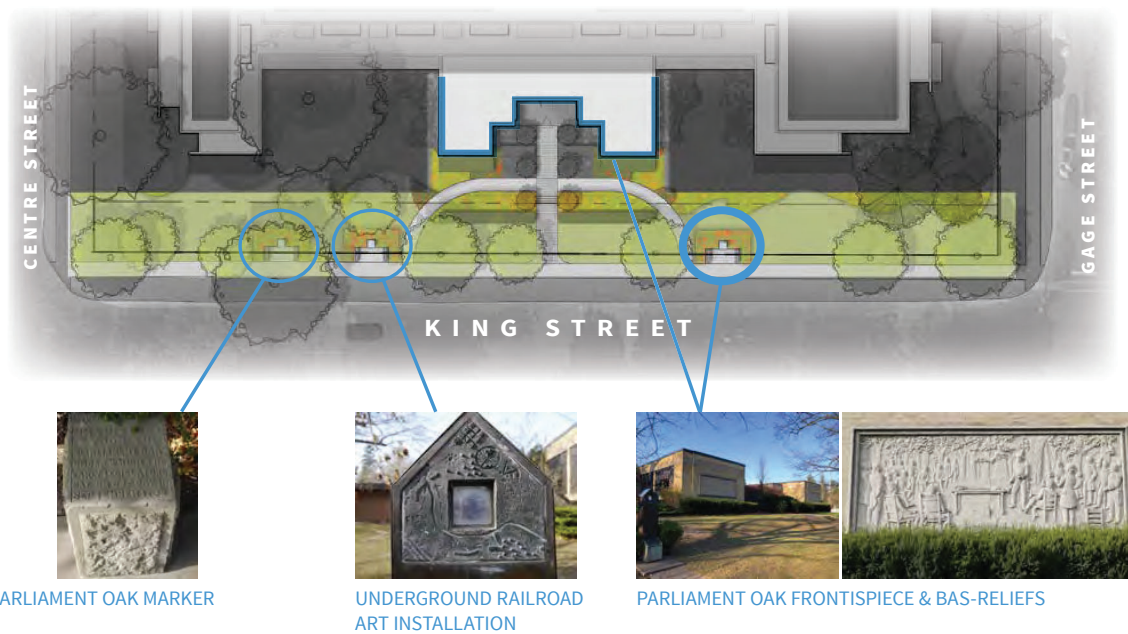 CENTRE STREET
GAGE STREET
KING STREET
ARLIAMENT OAK MARKER
UNDERGROUND RAILROAD
ART INSTALLATION
PARLIAMENT OAK FRONTISPIECE & BAS-RELIEFS